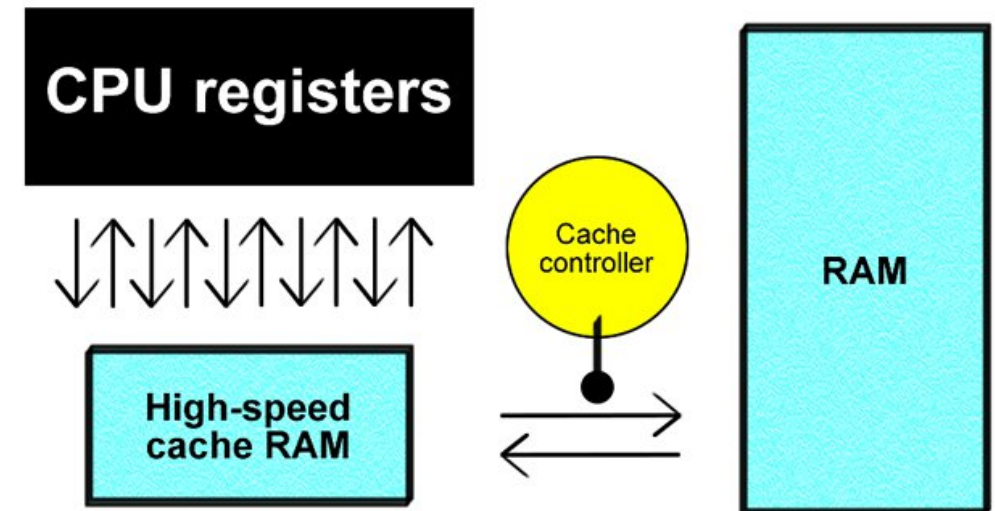 CPU registers
Cache
controller
RAM
High-speed
cache RAM